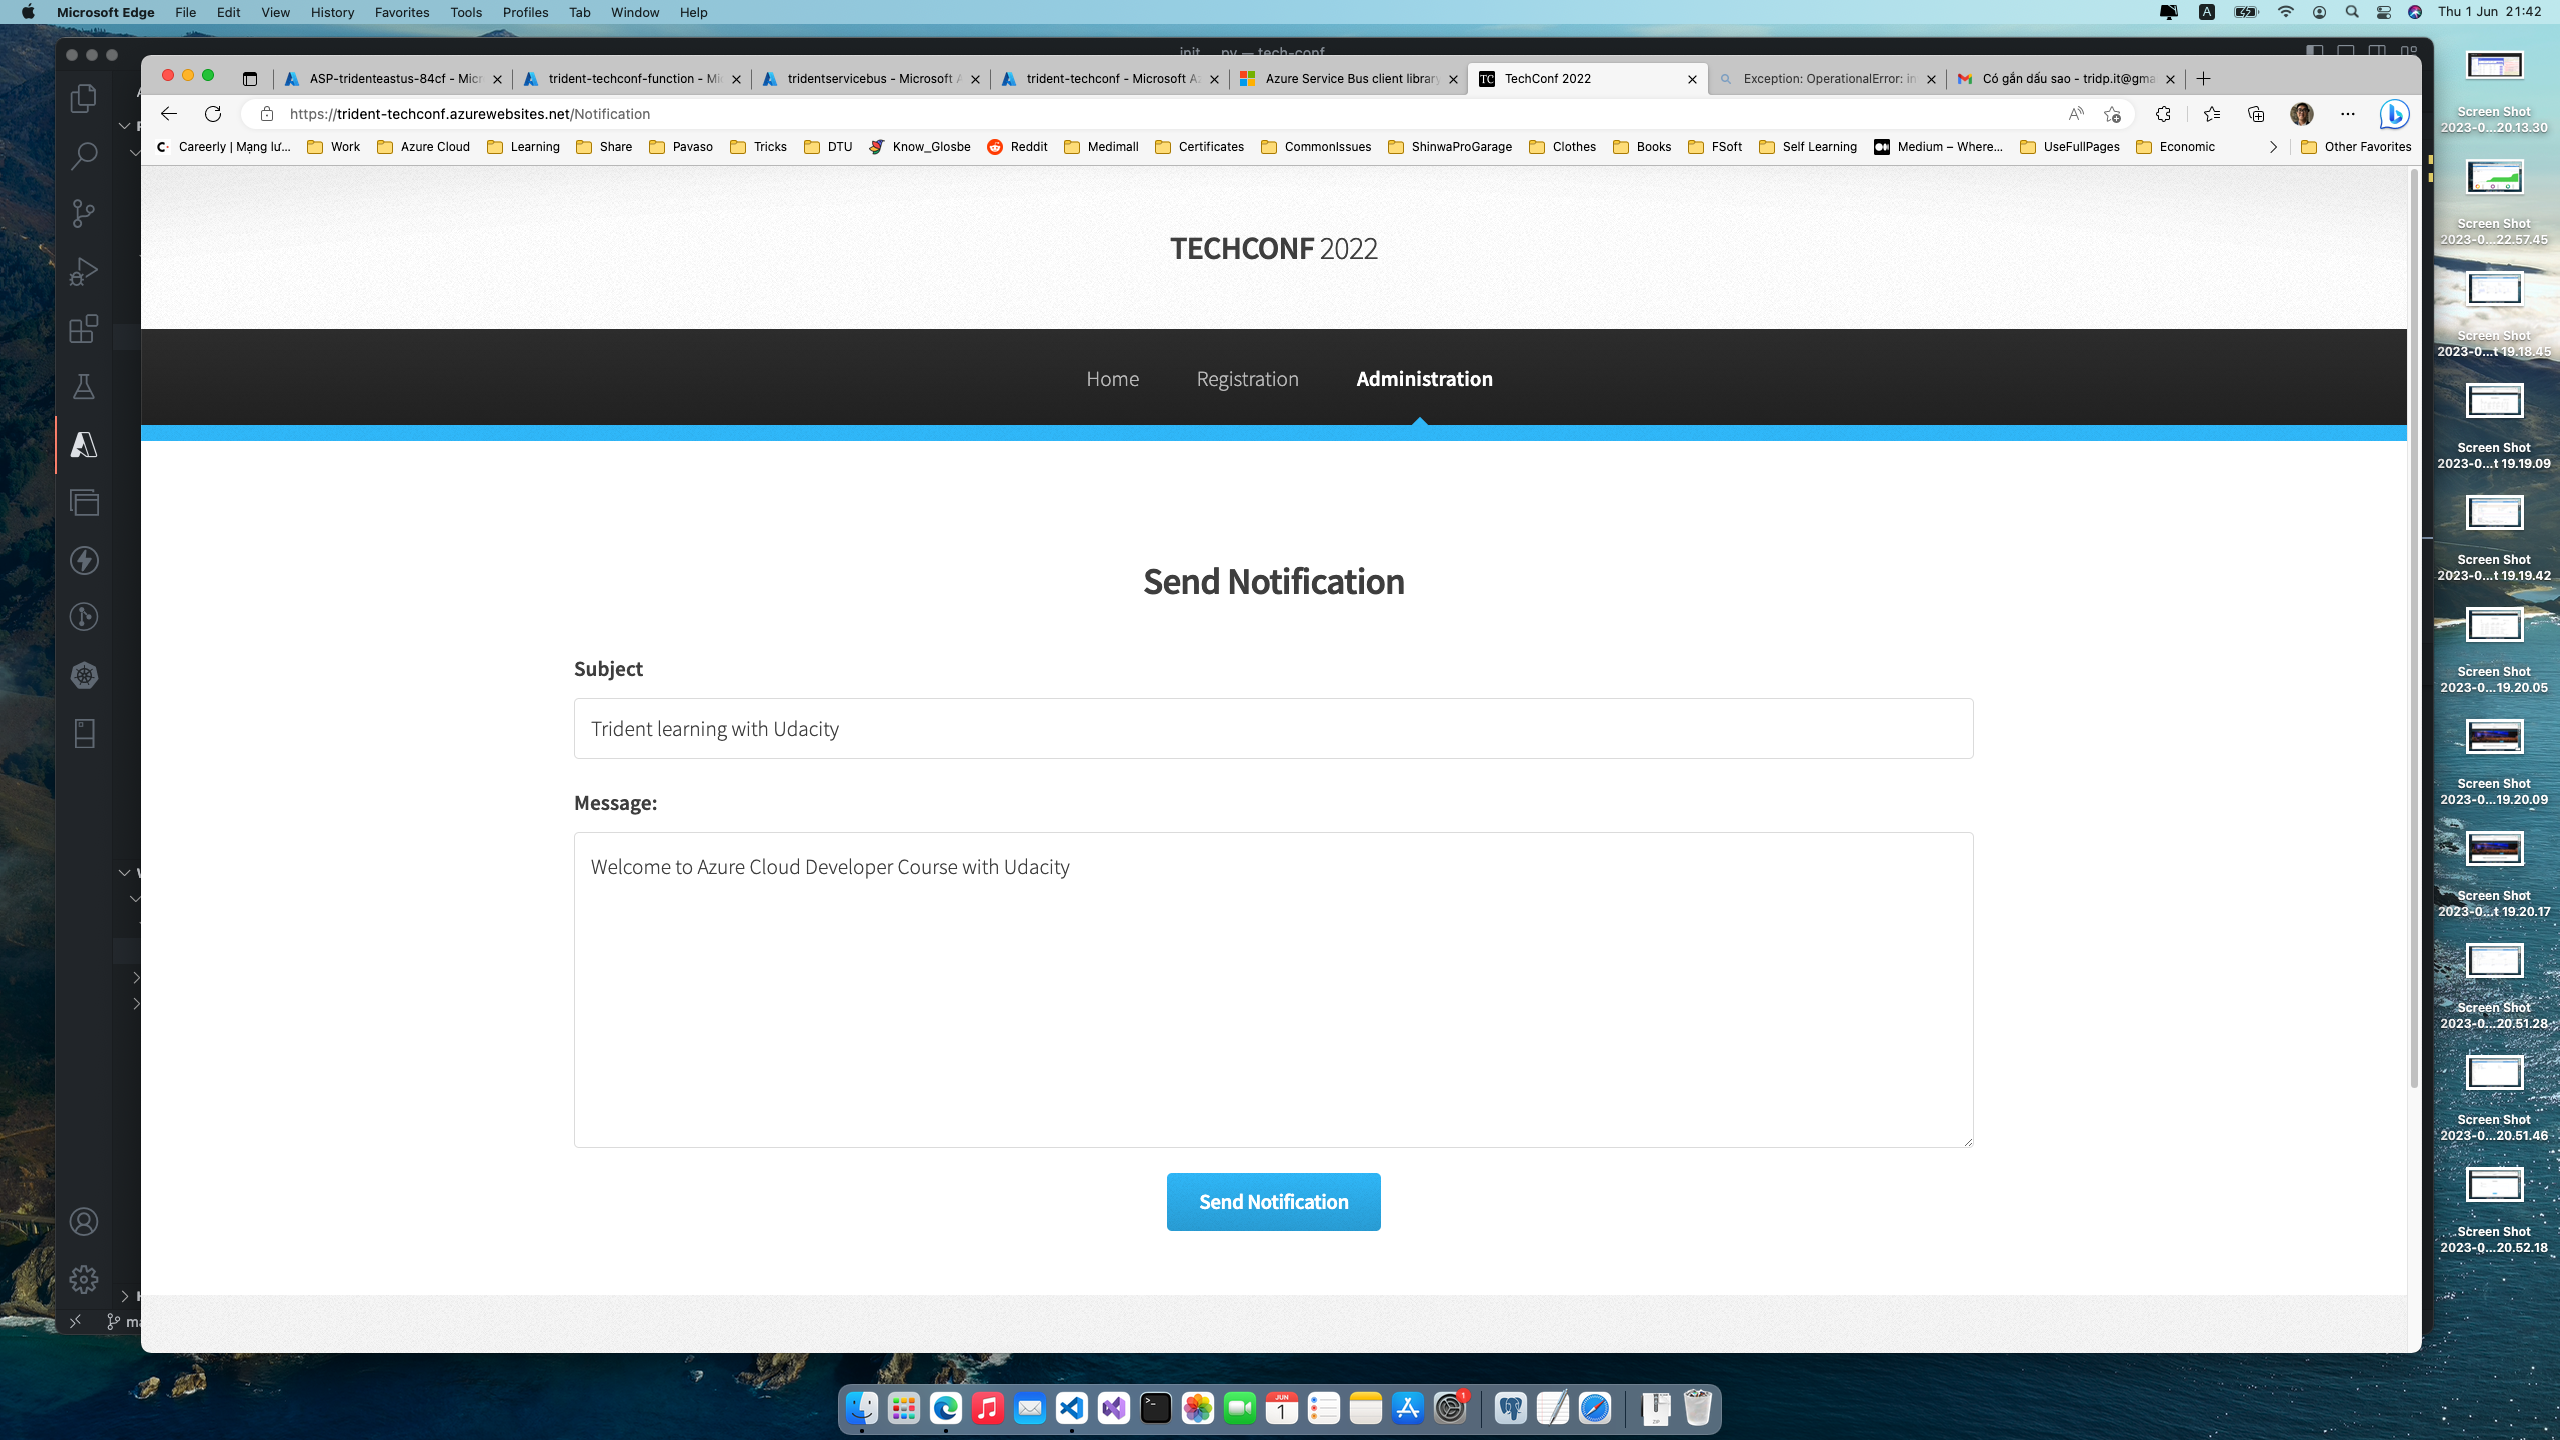 Microsoft Edge File Edit View History Favorites Tools Profiles Tab Window Help
A Thu 1 Jun 21:42
ASP-tridenteastus-84cf - Micr
trident-techconf-function - Mi
tridentservicebus - Microsoft A
trident-techconf - Microsoft Az
Azure Service Bus client library
TC TechConf 2022
Exception: OperationalError: in
Có gắn dấu sao - tridp.it@gma
https://trident-techconf.azurewebsites.net/Notification
Careerly | Mạng lư... Work Azure Cloud Learning Share Pavaso Tricks DTU Know_Glosbe Reddit Medimall Certificates CommonIssues ShinwaProGarage Clothes Books FSoft Self Learning Medium – Where... UseFullPages Economic Other Favorites
TECHCONF 2022
Home Registration Administration
Send Notification
Subject
Trident learning with Udacity
Message:
Welcome to Azure Cloud Developer Course with Udacity
Send Notification
Screen Shot
2023-0...20.13.30
Screen Shot
2023-0...22.57.45
Screen Shot
2023-0...t 19.18.45
Screen Shot
2023-0...t 19.19.09
Screen Shot
2023-0...t 19.19.42
Screen Shot
2023-0...19.20.05
Screen Shot
2023-0...19.20.09
Screen Shot
2023-0...t 19.20.17
Screen Shot
2023-0...20.51.28
Screen Shot
2023-0...20.51.46
Screen Shot
2023-0...20.52.18
JUN
1
1
ZIP